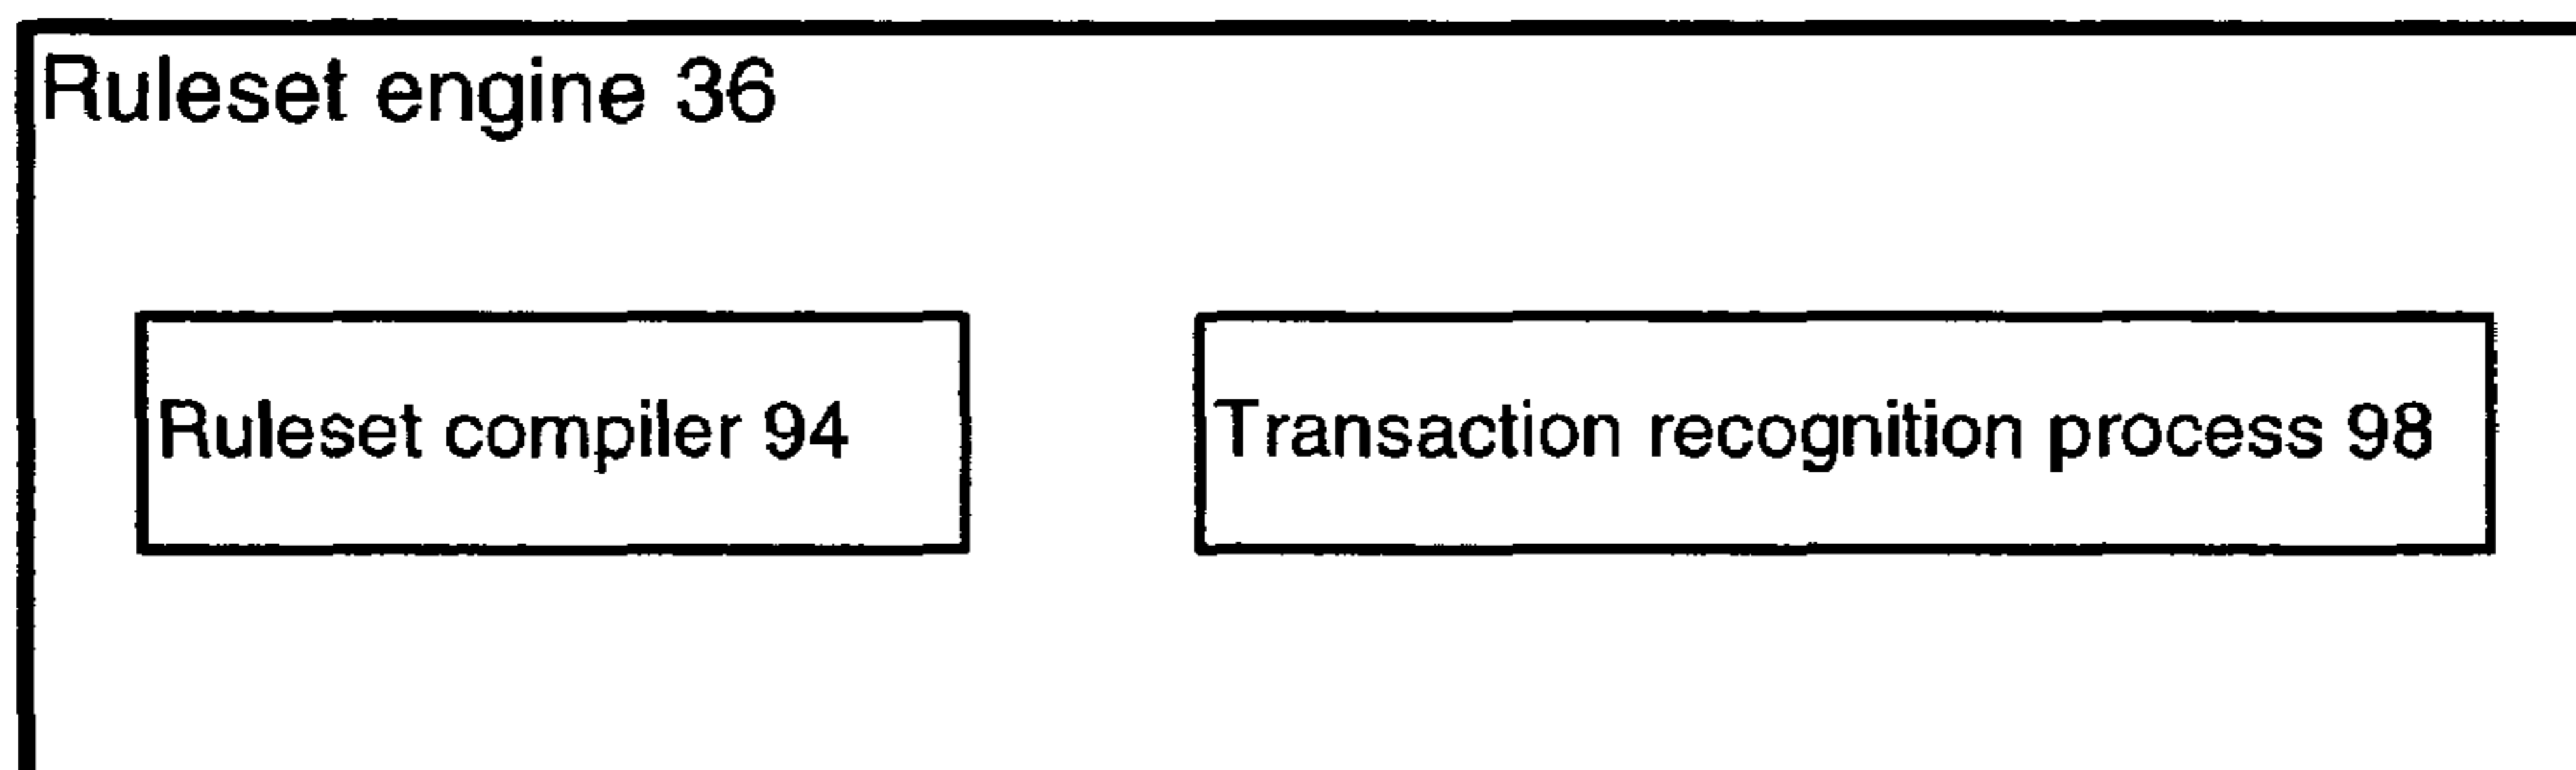 Ruleset engine 36
Ruleset compiler 94
Transaction recognition process 98